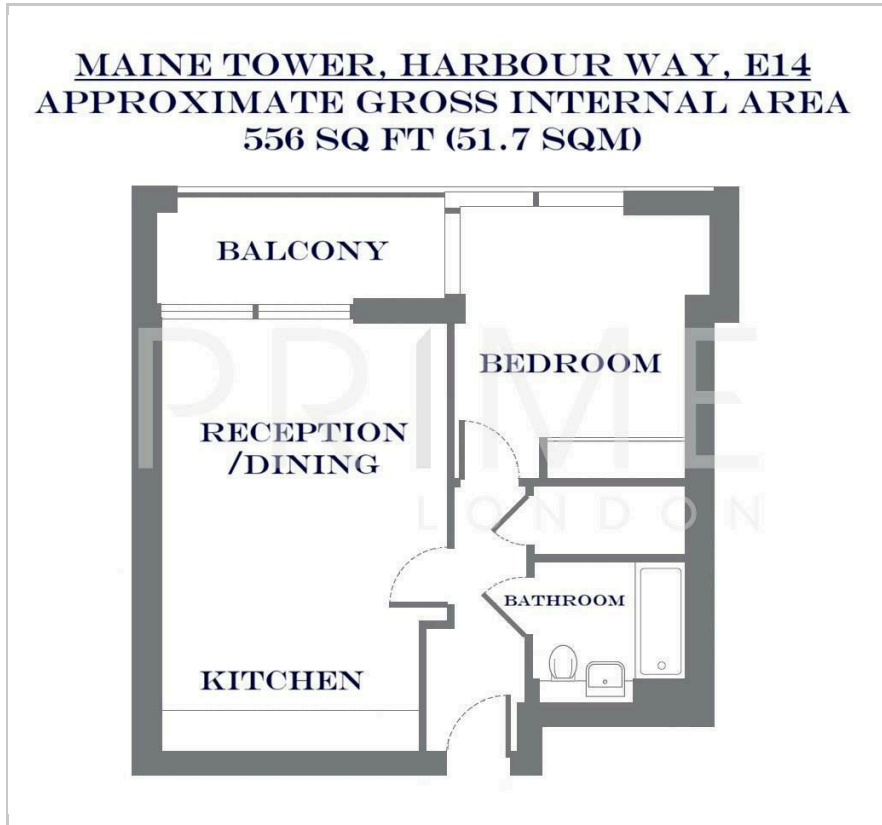 MAINE TOWER, HARBOUR WAY, E14
APPROXIMATE GROSS INTERNAL AREA
556 SQ FT (51.7 SQM)
BALCONY
BEDROOM
RECEPTION
/DINING
PRIME
LONDON
BATHROOM
KITCHEN